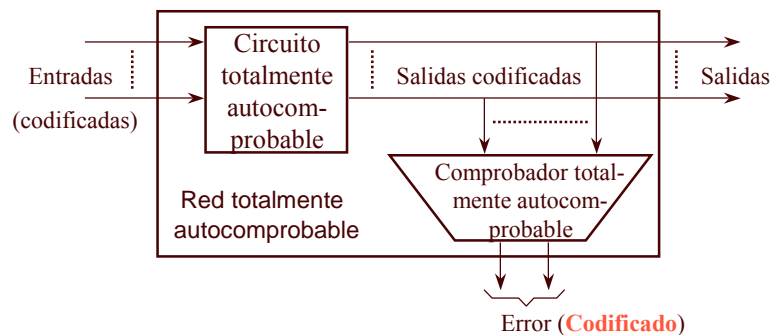 Circuito
totalmente
autocom-
probable
Entradas
(codificadas)
Salidas codificadas
Salidas
Comprobador total-
mente autocom-
probable
Red totalmente
autocomprobable
Error (Codificado)